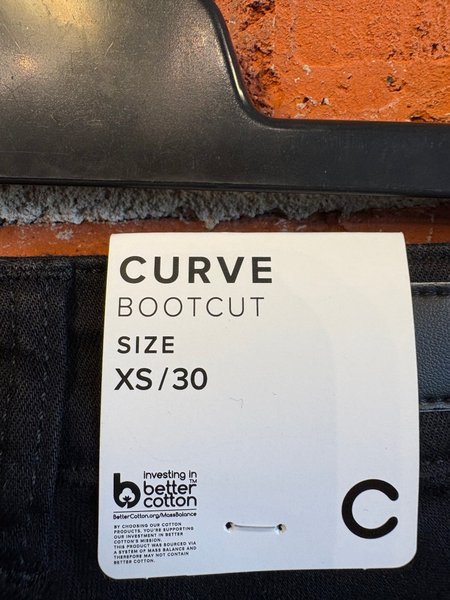 CURVE
BOOTCUT
SIZE
XS/30
investing in
better™
cotton
BetterCotton.org/MassBalance
BY CHOOSING OUR COTTON
PRODUCTS, YOU'RE SUPPORTING
OUR INVESTMENT IN BETTER
COTTON'S MISSION.
THIS PRODUCT WAS SOURCED VIA
A SYSTEM OF MASS BALANCE AND
THEREFORE MAY NOT CONTAIN
BETTER COTTON.
C